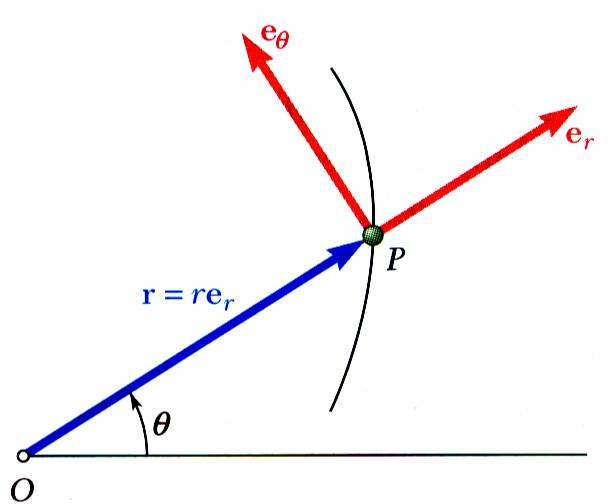 e_θ
e_r
P
r = re_r
θ
O